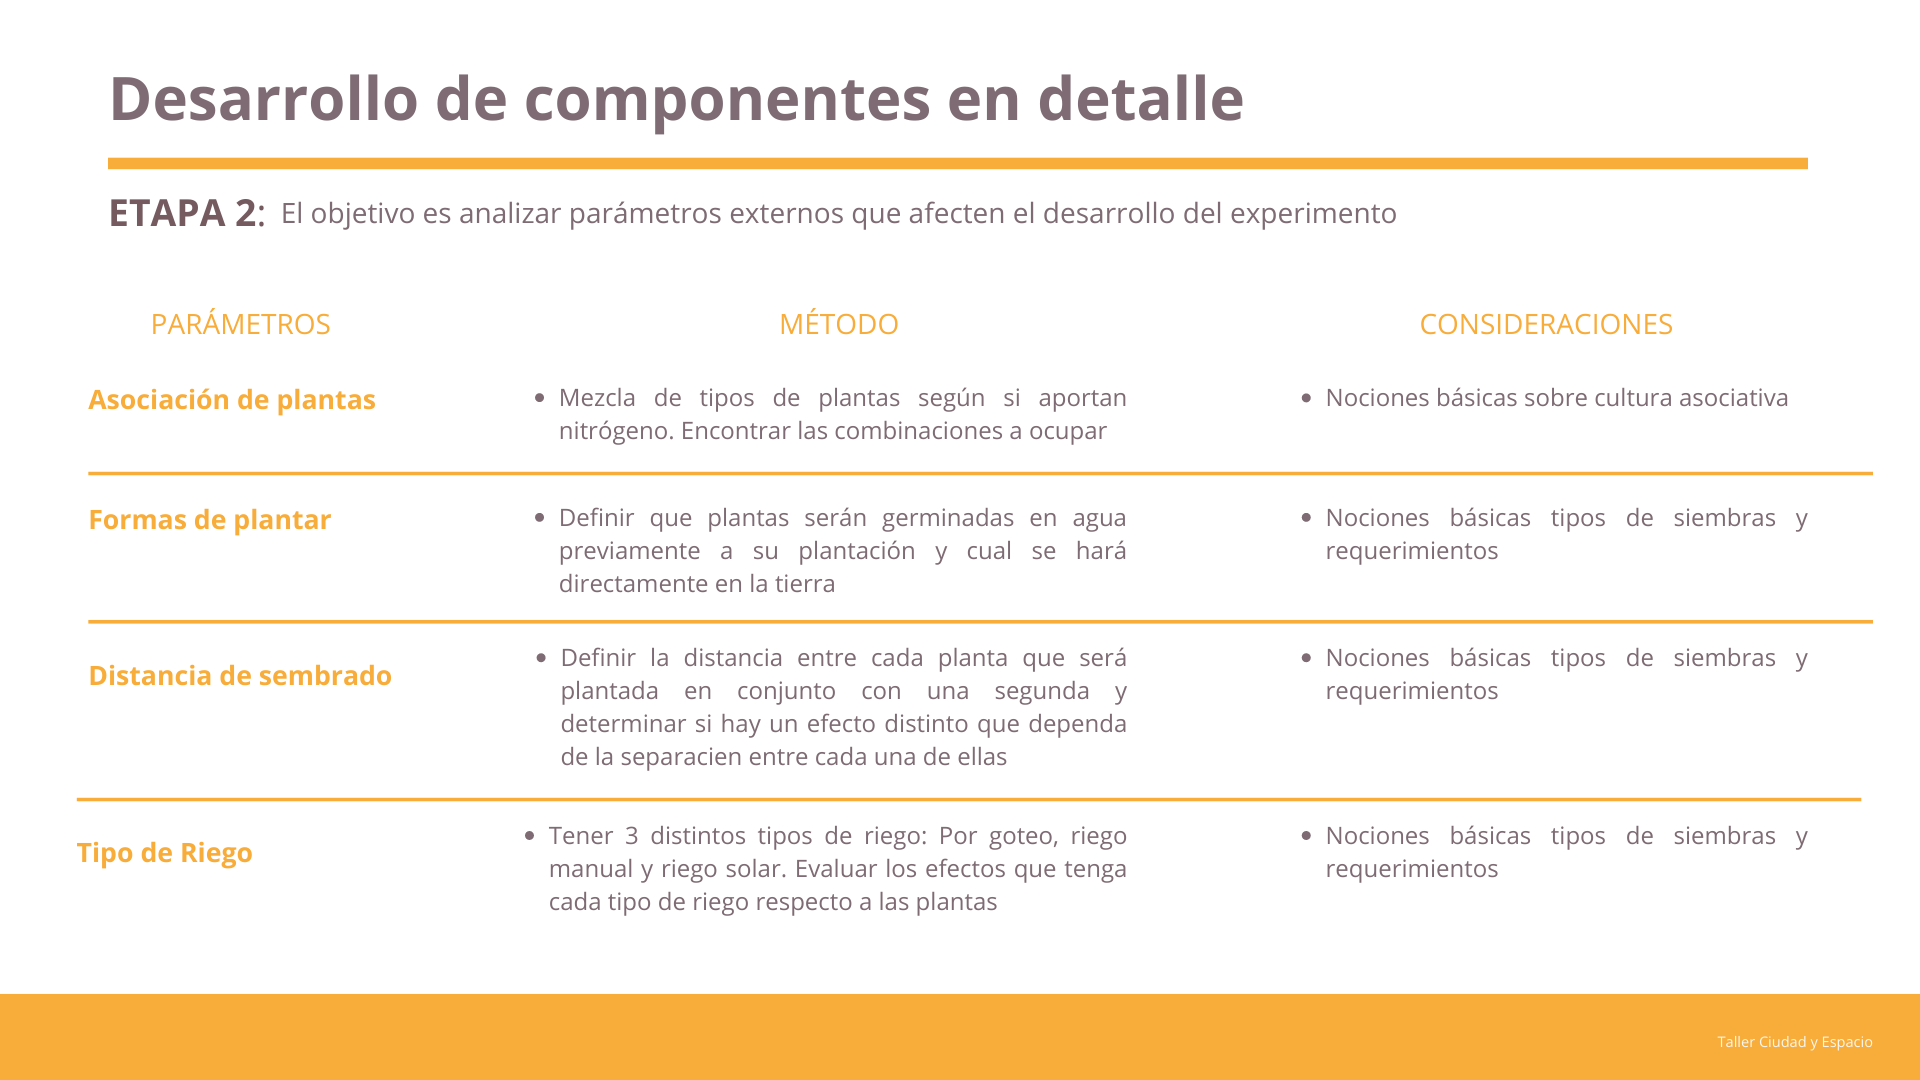 Desarrollo de componentes en detalle
ETAPA 2: El objetivo es analizar parámetros externos que afecten el desarrollo del experimento
PARÁMETROS
MÉTODO
CONSIDERACIONES
Asociación de plantas
Mezcla de tipos de plantas según si aportan
nitrógeno. Encontrar las combinaciones a ocupar
Nociones básicas sobre cultura asociativa
Formas de plantar
Definir que plantas serán germinadas en agua
previamente a su plantación y cual se hará
directamente en la tierra
Nociones básicas tipos de siembras y
requerimientos
Distancia de sembrado
Definir la distancia entre cada planta que será
plantada en conjunto con una segunda y
determinar si hay un efecto distinto que dependa
de la separacien entre cada una de ellas
Nociones básicas tipos de siembras y
requerimientos
Tipo de Riego
Tener 3 distintos tipos de riego: Por goteo, riego
manual y riego solar. Evaluar los efectos que tenga
cada tipo de riego respecto a las plantas
Nociones básicas tipos de siembras y
requerimientos
Taller Ciudad y Espacio